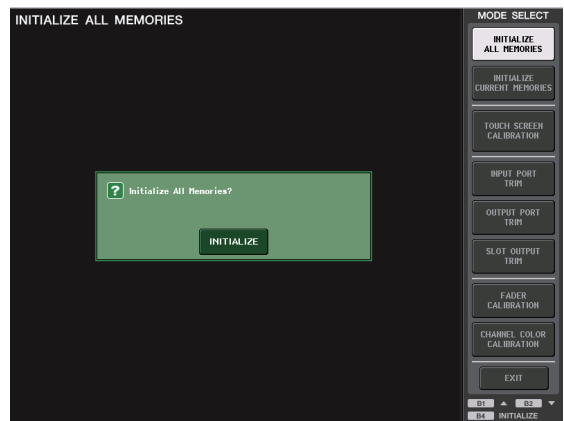 INITIALIZE ALL MEMORIES
? Initialize All Memories?
INITIALIZE
MODE SELECT
INITIALIZE
ALL MEMORIES
INITIALIZE
CURRENT MEMORIES
TOUCH SCREEN
CALIBRATION
INPUT PORT
TRIM
OUTPUT PORT
TRIM
SLOT OUTPUT
TRIM
FADER
CALIBRATION
CHANNEL COLOR
CALIBRATION
EXIT
B1 ▲ B2 ▼
B4 INITIALIZE